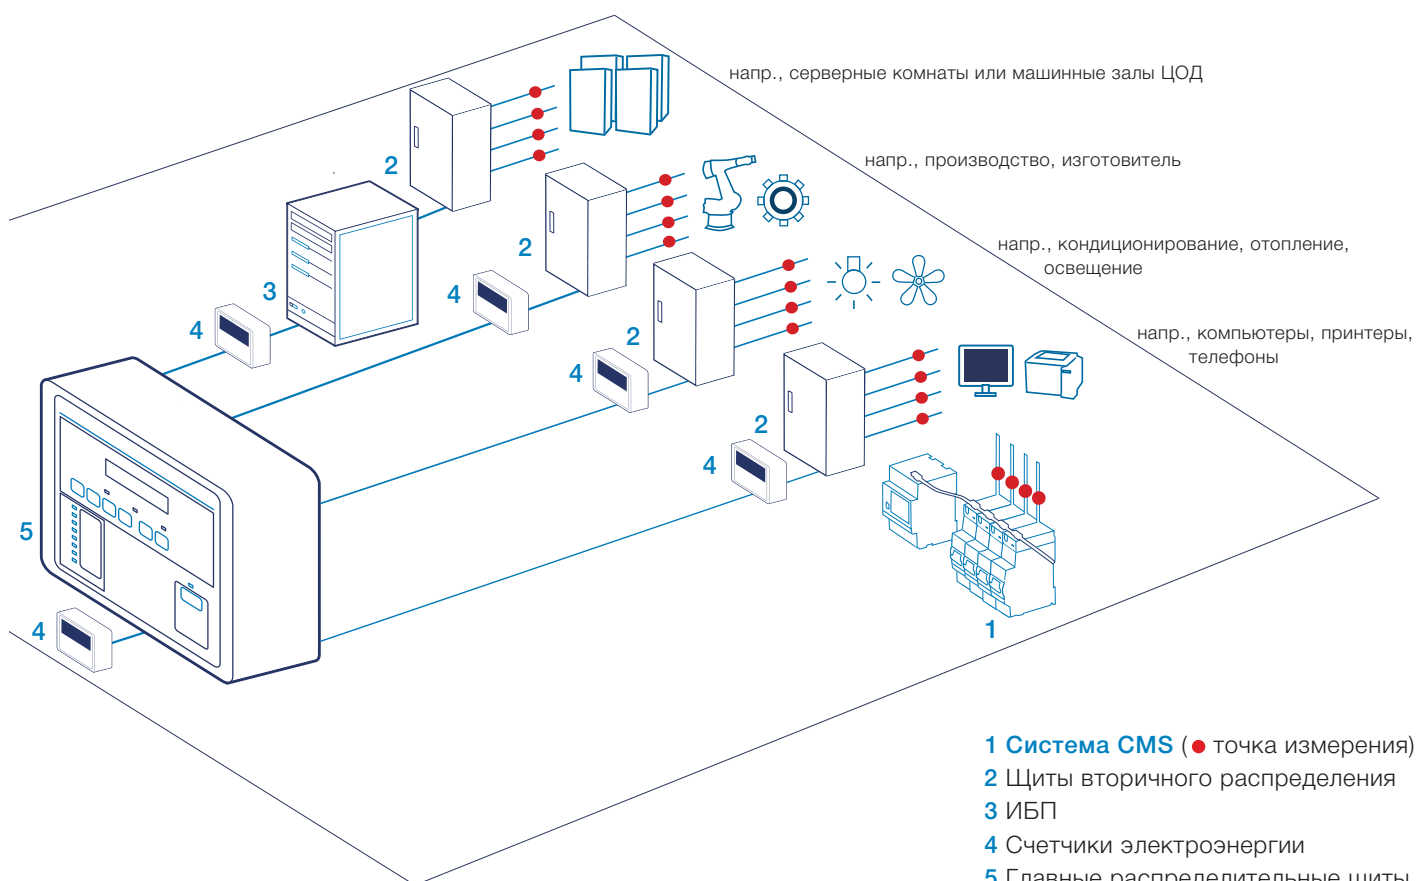 напр., серверные комнаты или машинные залы ЦОД
2
напр., производство, изготовитель
2
напр., кондиционирование, отопление,
освещение
3
4
4
2
напр., компьютеры, принтеры,
телефоны
4
2
4
5
4
1
1 Система CMS ( ● точка измерения)
2 Щиты вторичного распределения
3 ИБП
4 Счетчики электроэнергии
5 Главные распределительные щиты